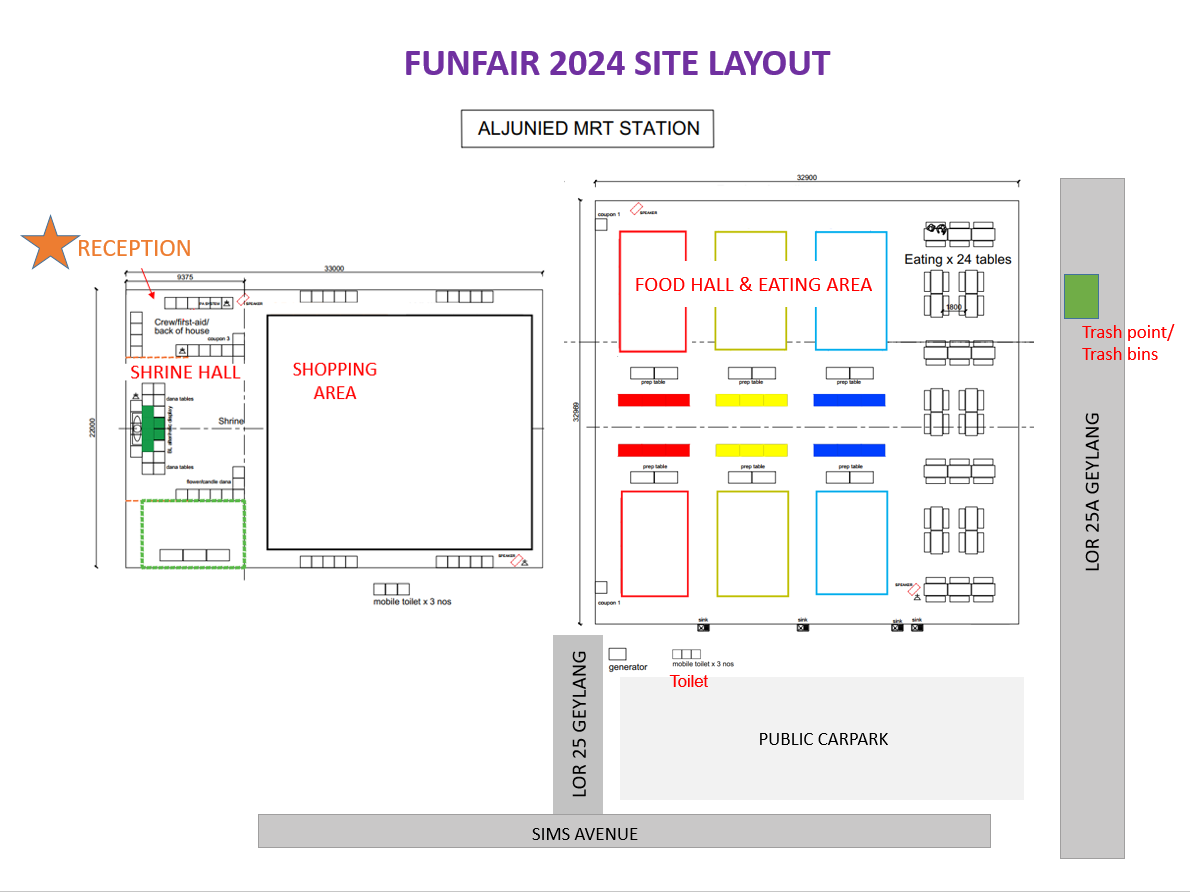 FUNFAIR 2024 SITE LAYOUT
ALJUNIED MRT STATION
32900
coupon 1
SPEAKER
RECEPTION
33000
9375
PA SYSTEM
SPEAKER
Crew/first-aid/
back of house
coupon 3
SHRINE HALL
SHOPPING
AREA
dana tables
Shrine
22000
dana tables
flower/candle dana
SPEAKER
mobile toilet x 3 nos
FOOD HALL & EATING AREA
Eating x 24 tables
1800
prep table
prep table
prep table
32989
prep table
prep table
prep table
coupon 1
SPEAKER
sink
sink
sink
sink
generator
mobile toilet x 3 nos
Toilet
PUBLIC CARPARK
LOR 25 GEYLANG
SIMS AVENUE
Trash point/
Trash bins
LOR 25A GEYLANG